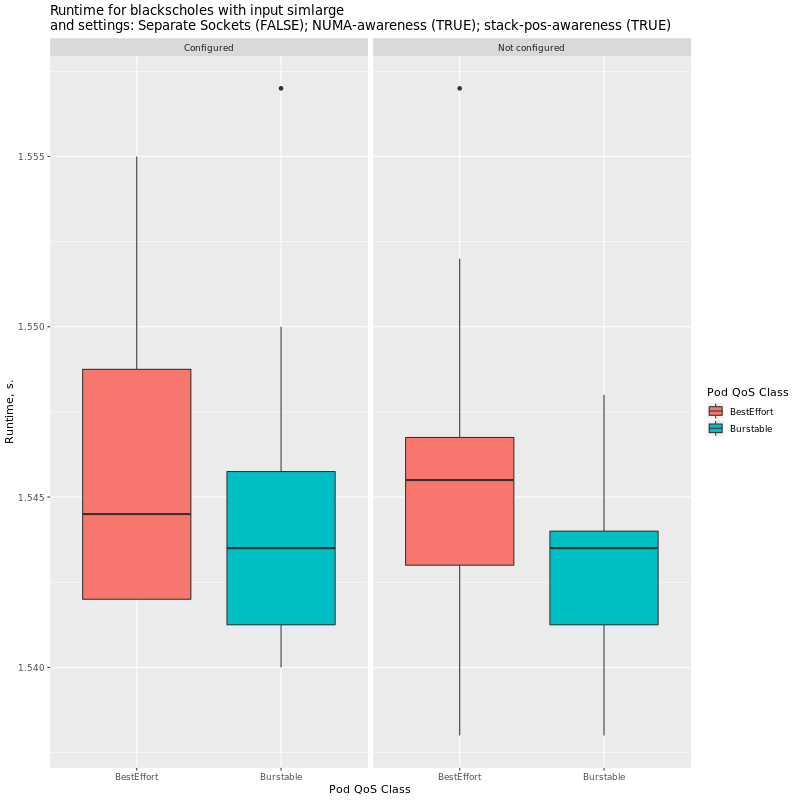 Runtime for blackscholes with input simlarge
and settings: Separate Sockets (FALSE); NUMA-awareness (TRUE); stack-pos-awareness (TRUE)
Configured
Not configured
1.555
1.550
1.545
1.540
Runtime, s.
BestEffort
Burstable
BestEffort
Burstable
Pod QoS Class
Pod QoS Class
BestEffort
Burstable